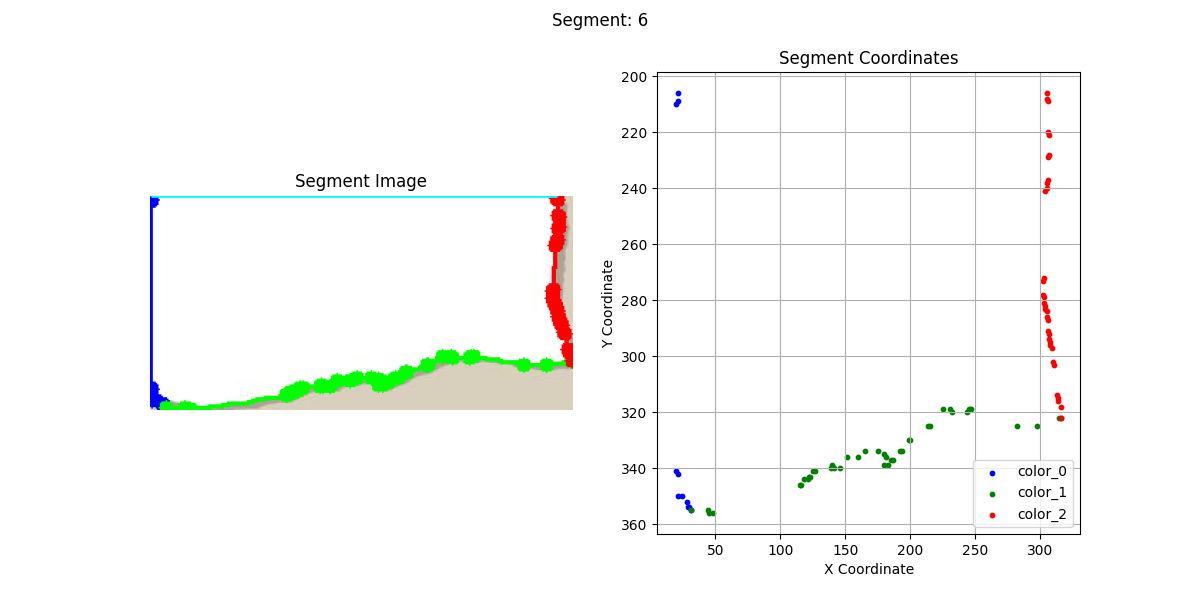 Segment: 6
Segment Image
Segment Coordinates
200
220
240
260
280
300
320
340
360
Y Coordinate
50
100
150
200
250
300
X Coordinate
color_0
color_1
color_2